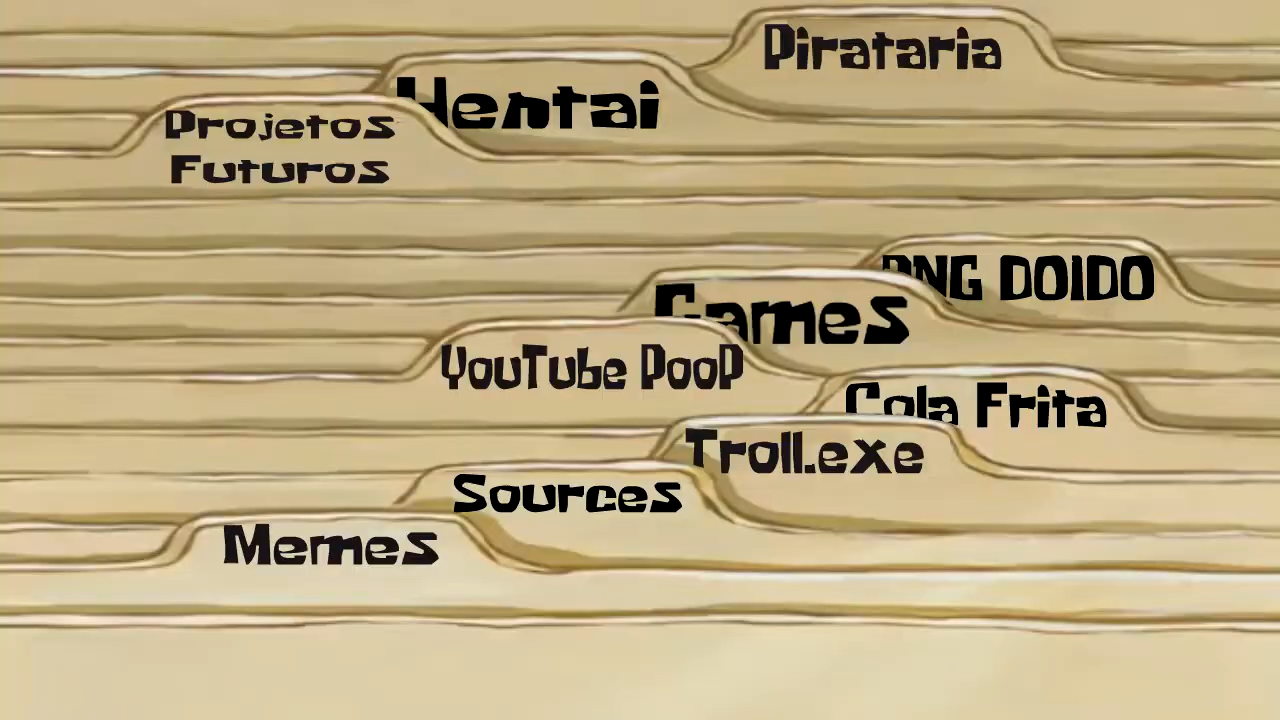 Pirataria
Hentai
Projetos
Futuros
PNG DOIDO
Games
YouTube Poop
Cola Frita
Troll.exe
Sources
Memes